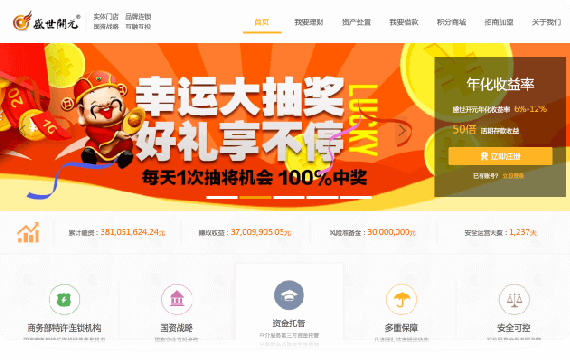 盛世開元®
实体门店 品牌连锁
国资战略 互融互投
首页 我要理财 资产处置 我要借款 积分商城 招商加盟 关于我们
幸运大抽奖
好礼享不停
LUCKY
每天1次抽将机会 100%中奖
年化收益率
盛世开元年化收益率 6%-12%
50倍 活期存款收益
立即注册
已有账号? 立即登录
累计融资: 381,051,624.24元
赚取收益: 37,009,905.05元
风险准备金: 30,000,000元
安全运营天数: 1,237天
商务部特许连锁机构
国资战略
资金托管
多重保障
安全可控